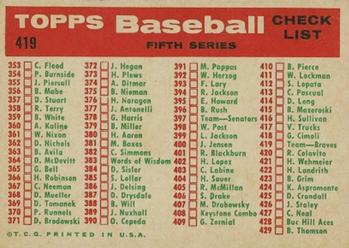 TOPPS Baseball
CHECK LIST
419
FIFTH SERIES
353 C. Flood
354 P. Burnside
355 J. Piersall
356 B. Mabe
357 D. Stuart
358 R. Terry
359 B. White
360 A. Kaline
361 W. Nixon
362 D. Nichols
363 B. Avila
364 D. McDevitt
365 G. Bell
366 F. Robinson
367 C. Neeman
368 D. Mueller
369 D. Tomanek
370 P. Runnels
371 D. Brodowski
372 J. Hegan
373 H. Plews
374 A. Ditmar
375 B. Nieman
376 H. Naragon
377 J. Antonelli
378 G. Harris
379 B. Miller
380 H. Aaron
381 M. Baxes
382 C. Simmons
383 Words of Wisdom
384 B. Sisler
385 L. Sleater
386 J. Delsing
387 D. Drysdale
388 B. Will
389 J. Nuxhall
390 O. Cepeda
391 M. Pappas
392 W. Herzog
393 F. Lary
394 R. Jackson
395 E. Howard
396 B. Rush
397 Team—Senators
398 W. Post
399 L. Jackson
400 J. Jensen
401 R. Blackburn
402 H. Lopez
403 C. Labine
404 C. Sauer
405 R. McMillan
406 S. Drake
407 M. Drabowsky
408 Keystone Combo
409 G. Zernial
410 B. Pierce
411 W. Lockman
412 S. Lopata
413 C. Pascual
414 D. Long
415 B. Mazeroski
416 H. Sullivan
417 V. Trucks
418 G. Cimoli
419 Team—Braves
420 R. Colavito
421 H. Wehmeier
422 H. Landrith
423 B. Grim
424 K. Aspromonte
425 D. Crandall
426 J. Staley
427 C. Neal
428 Buc Hill Aces
429 B. Thomson
© T.C.G. PRINTED IN U.S.A.